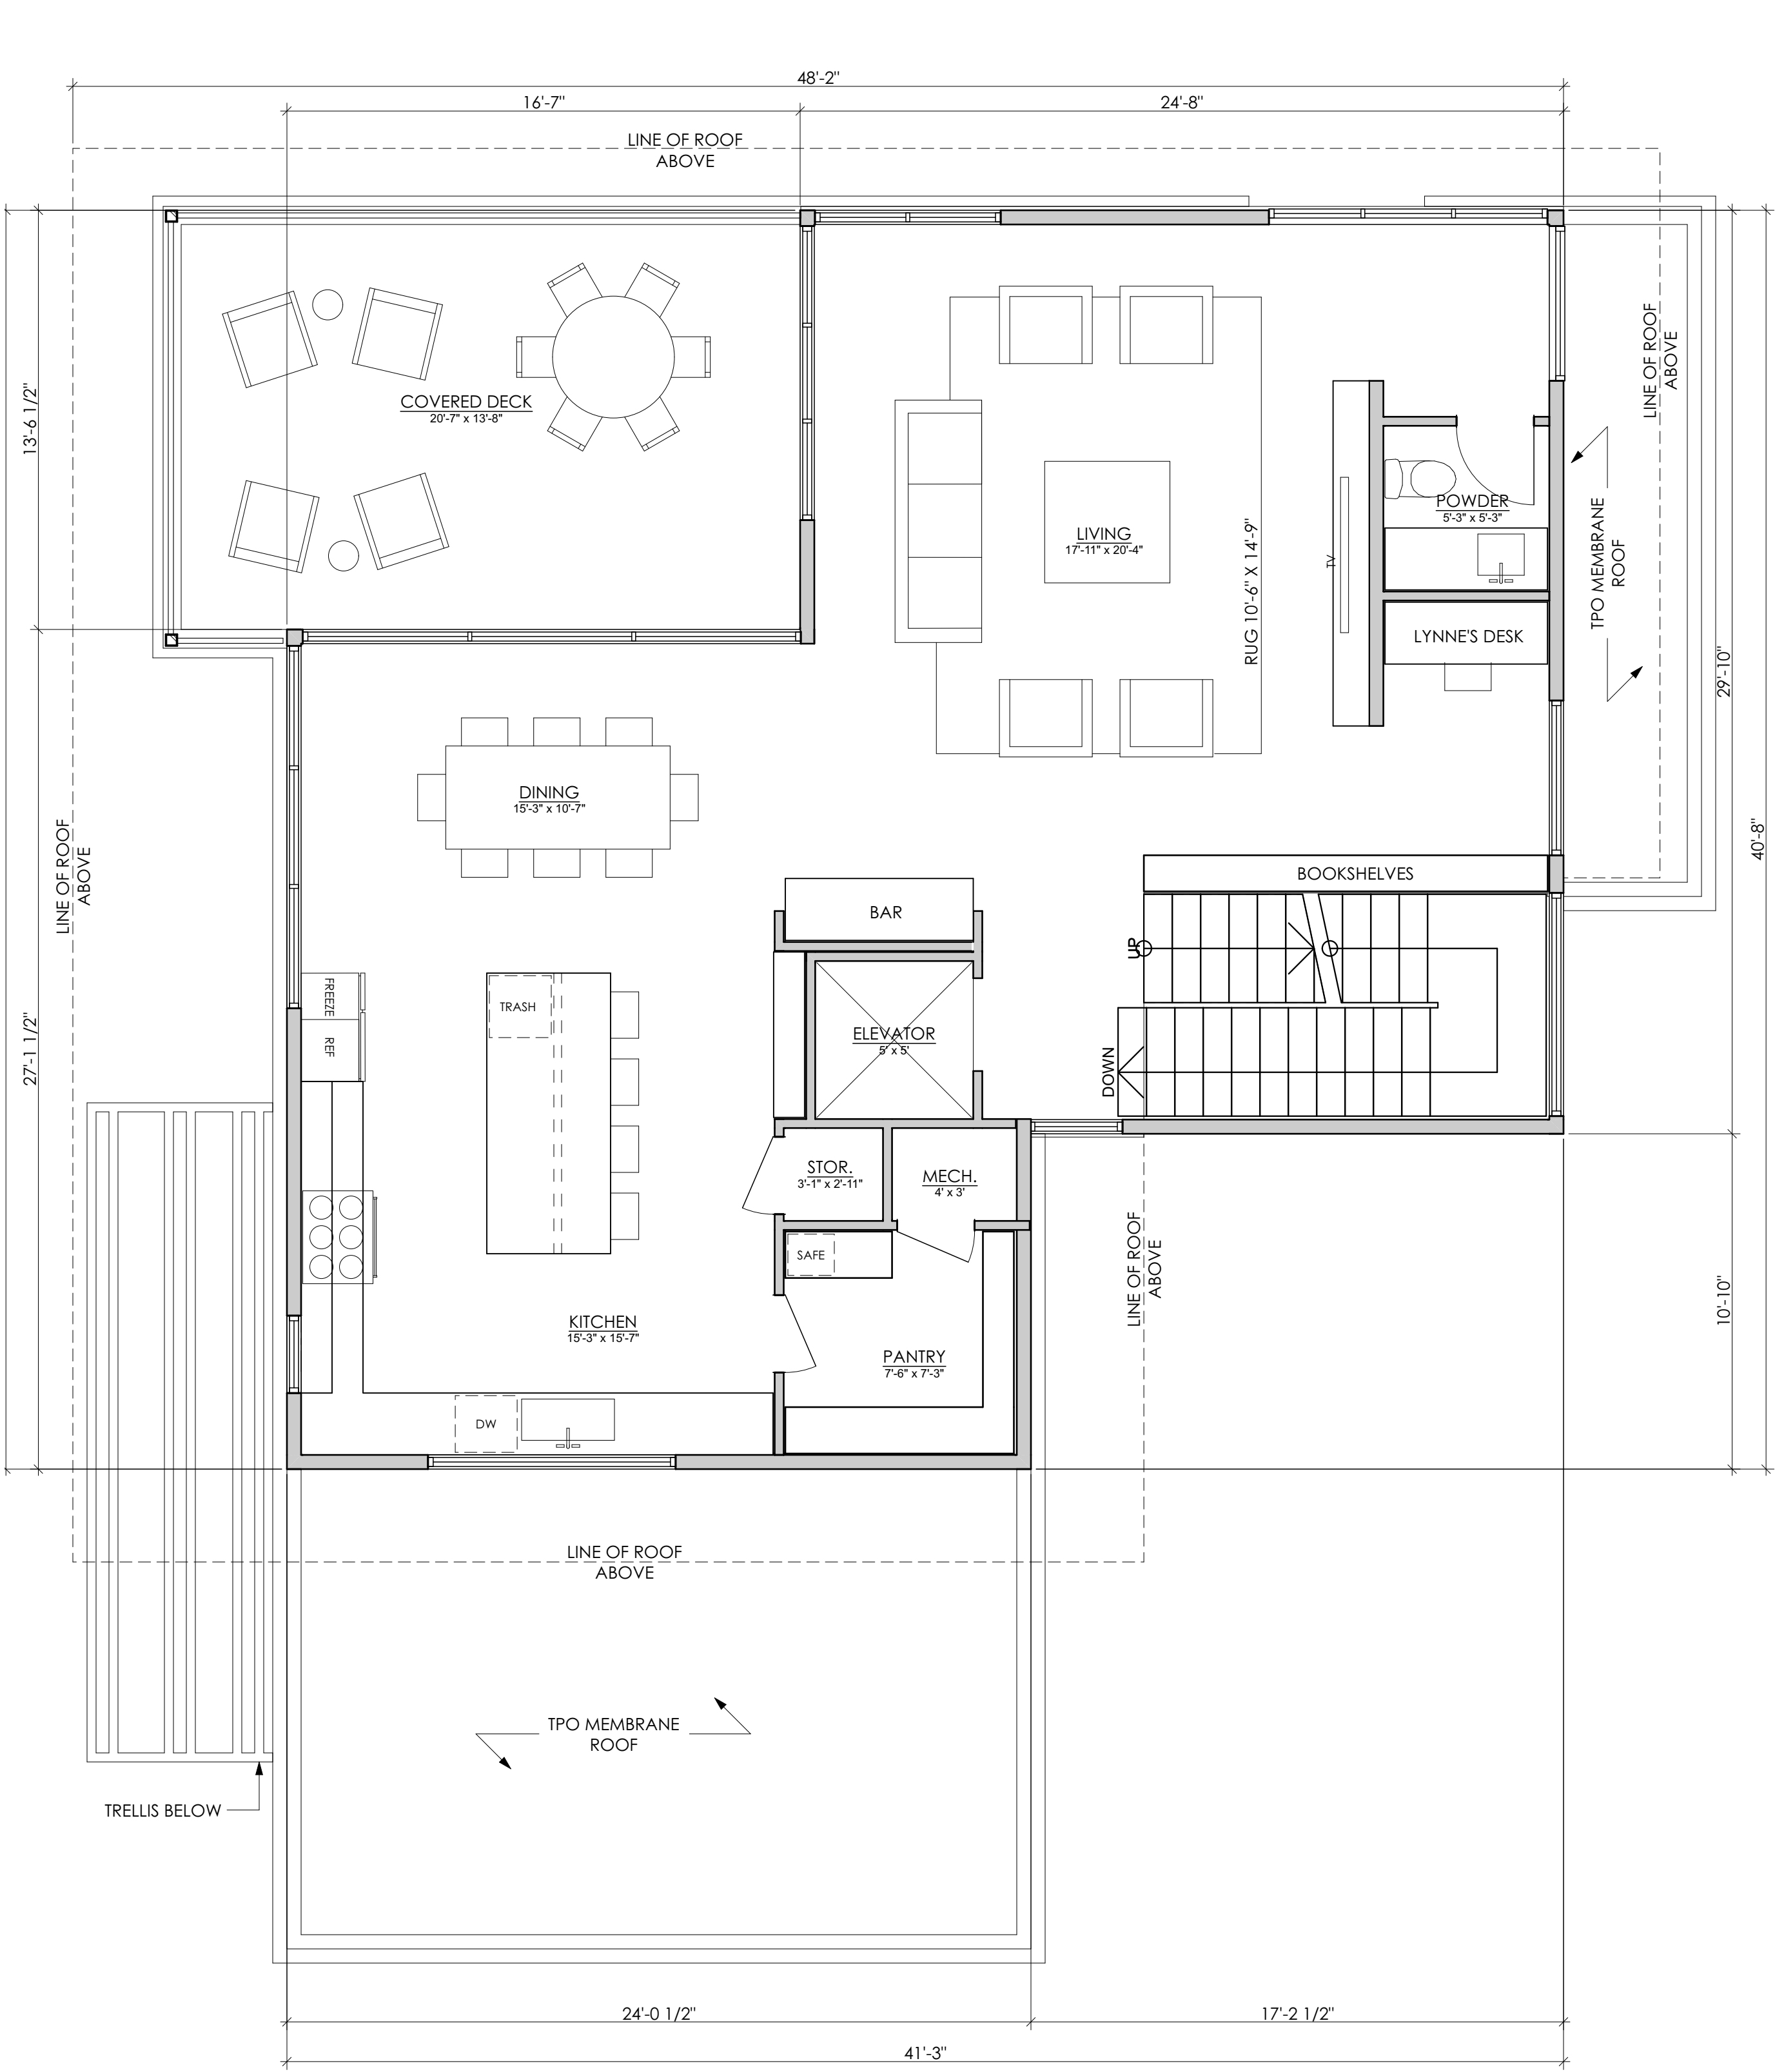 48'-2"
16'-7"
24'-8"
LINE OF ROOF
ABOVE
LINE OF ROOF
ABOVE
13'-6 1/2"
COVERED DECK
20'-7" x 13'-8"
LIVING
17'-11" x 20'-4"
RUG 10'-6" X 14'-9"
TV
POWDER
5'-3" x 5'-3"
TPO MEMBRANE
ROOF
LYNNE'S DESK
29'-10"
40'-8"
DINING
15'-3" x 10'-7"
LINE OF ROOF
ABOVE
BOOKSHELVES
BAR
UP
FREEZE
REF
TRASH
ELEVATOR
5' x 5'
DOWN
27'-1 1/2"
STOR.
3'-1" x 2'-11"
MECH.
4' x 3'
SAFE
LINE OF ROOF
ABOVE
10'-10"
KITCHEN
15'-3" x 15'-7"
PANTRY
7'-6" x 7'-3"
DW
LINE OF ROOF
ABOVE
TPO MEMBRANE
ROOF
TRELLIS BELOW
24'-0 1/2"
17'-2 1/2"
41'-3"